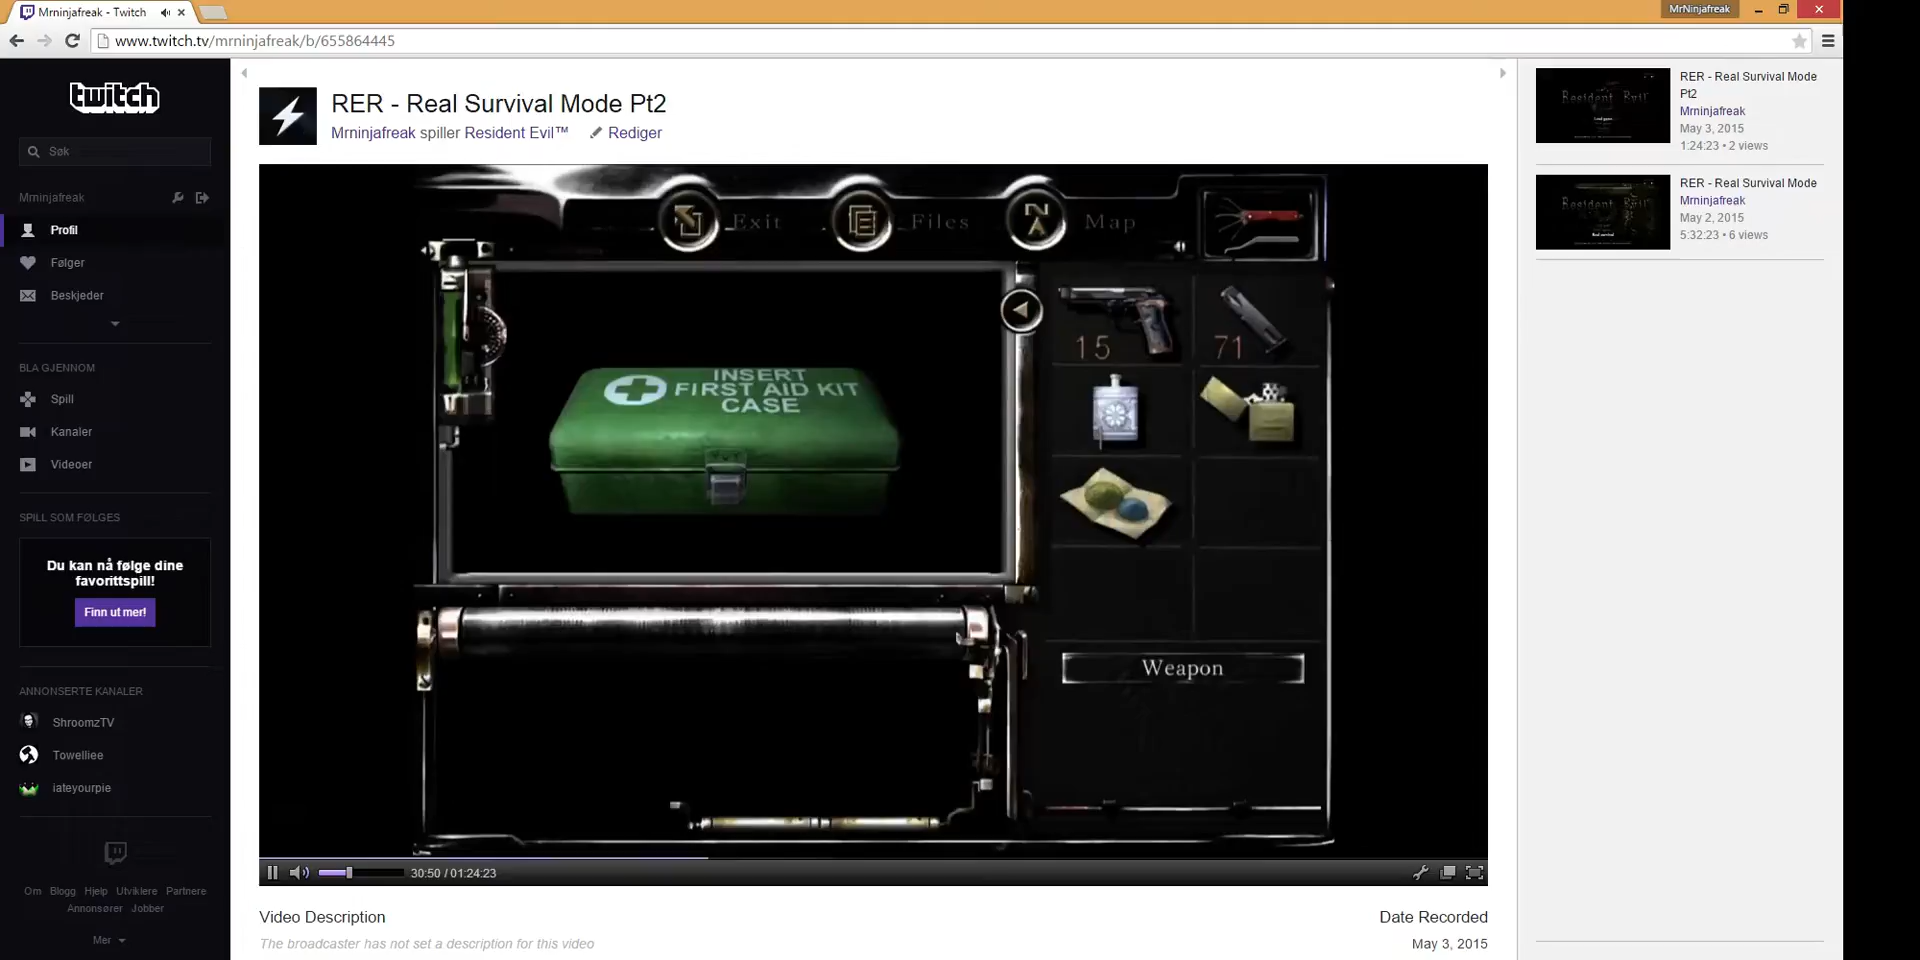 Mrninjafreak - Twitch
MrNinjafreak
www.twitch.tv/mrninjafreak/b/655864445
twitch
Søk
Mrninjafreak
Profil
Følger
Beskjeder
BLA GJENNOM
Spill
Kanaler
Videoer
SPILL SOM FØLGES
Du kan nå følge dine
favorittspill!
Finn ut mer!
ANNONSERTE KANALER
ShroomzTV
Towelliee
iateyourpie
Om Blogg Hjelp Utviklere Partnere
Annonsører Jobber
Mer
RER - Real Survival Mode Pt2
Mrninjafreak spiller Resident Evil™ Rediger
Exit Files Map
INSERT
FIRST AID KIT
CASE
15 71
Weapon
30:50 / 01:24:23
Video Description
The broadcaster has not set a description for this video
Date Recorded
May 3, 2015
Resident Evil
RER - Real Survival Mode
Pt2
Mrninjafreak
May 3, 2015
1:24:23 • 2 views
Resident Evil
RER - Real Survival Mode
Mrninjafreak
May 2, 2015
5:32:23 • 6 views